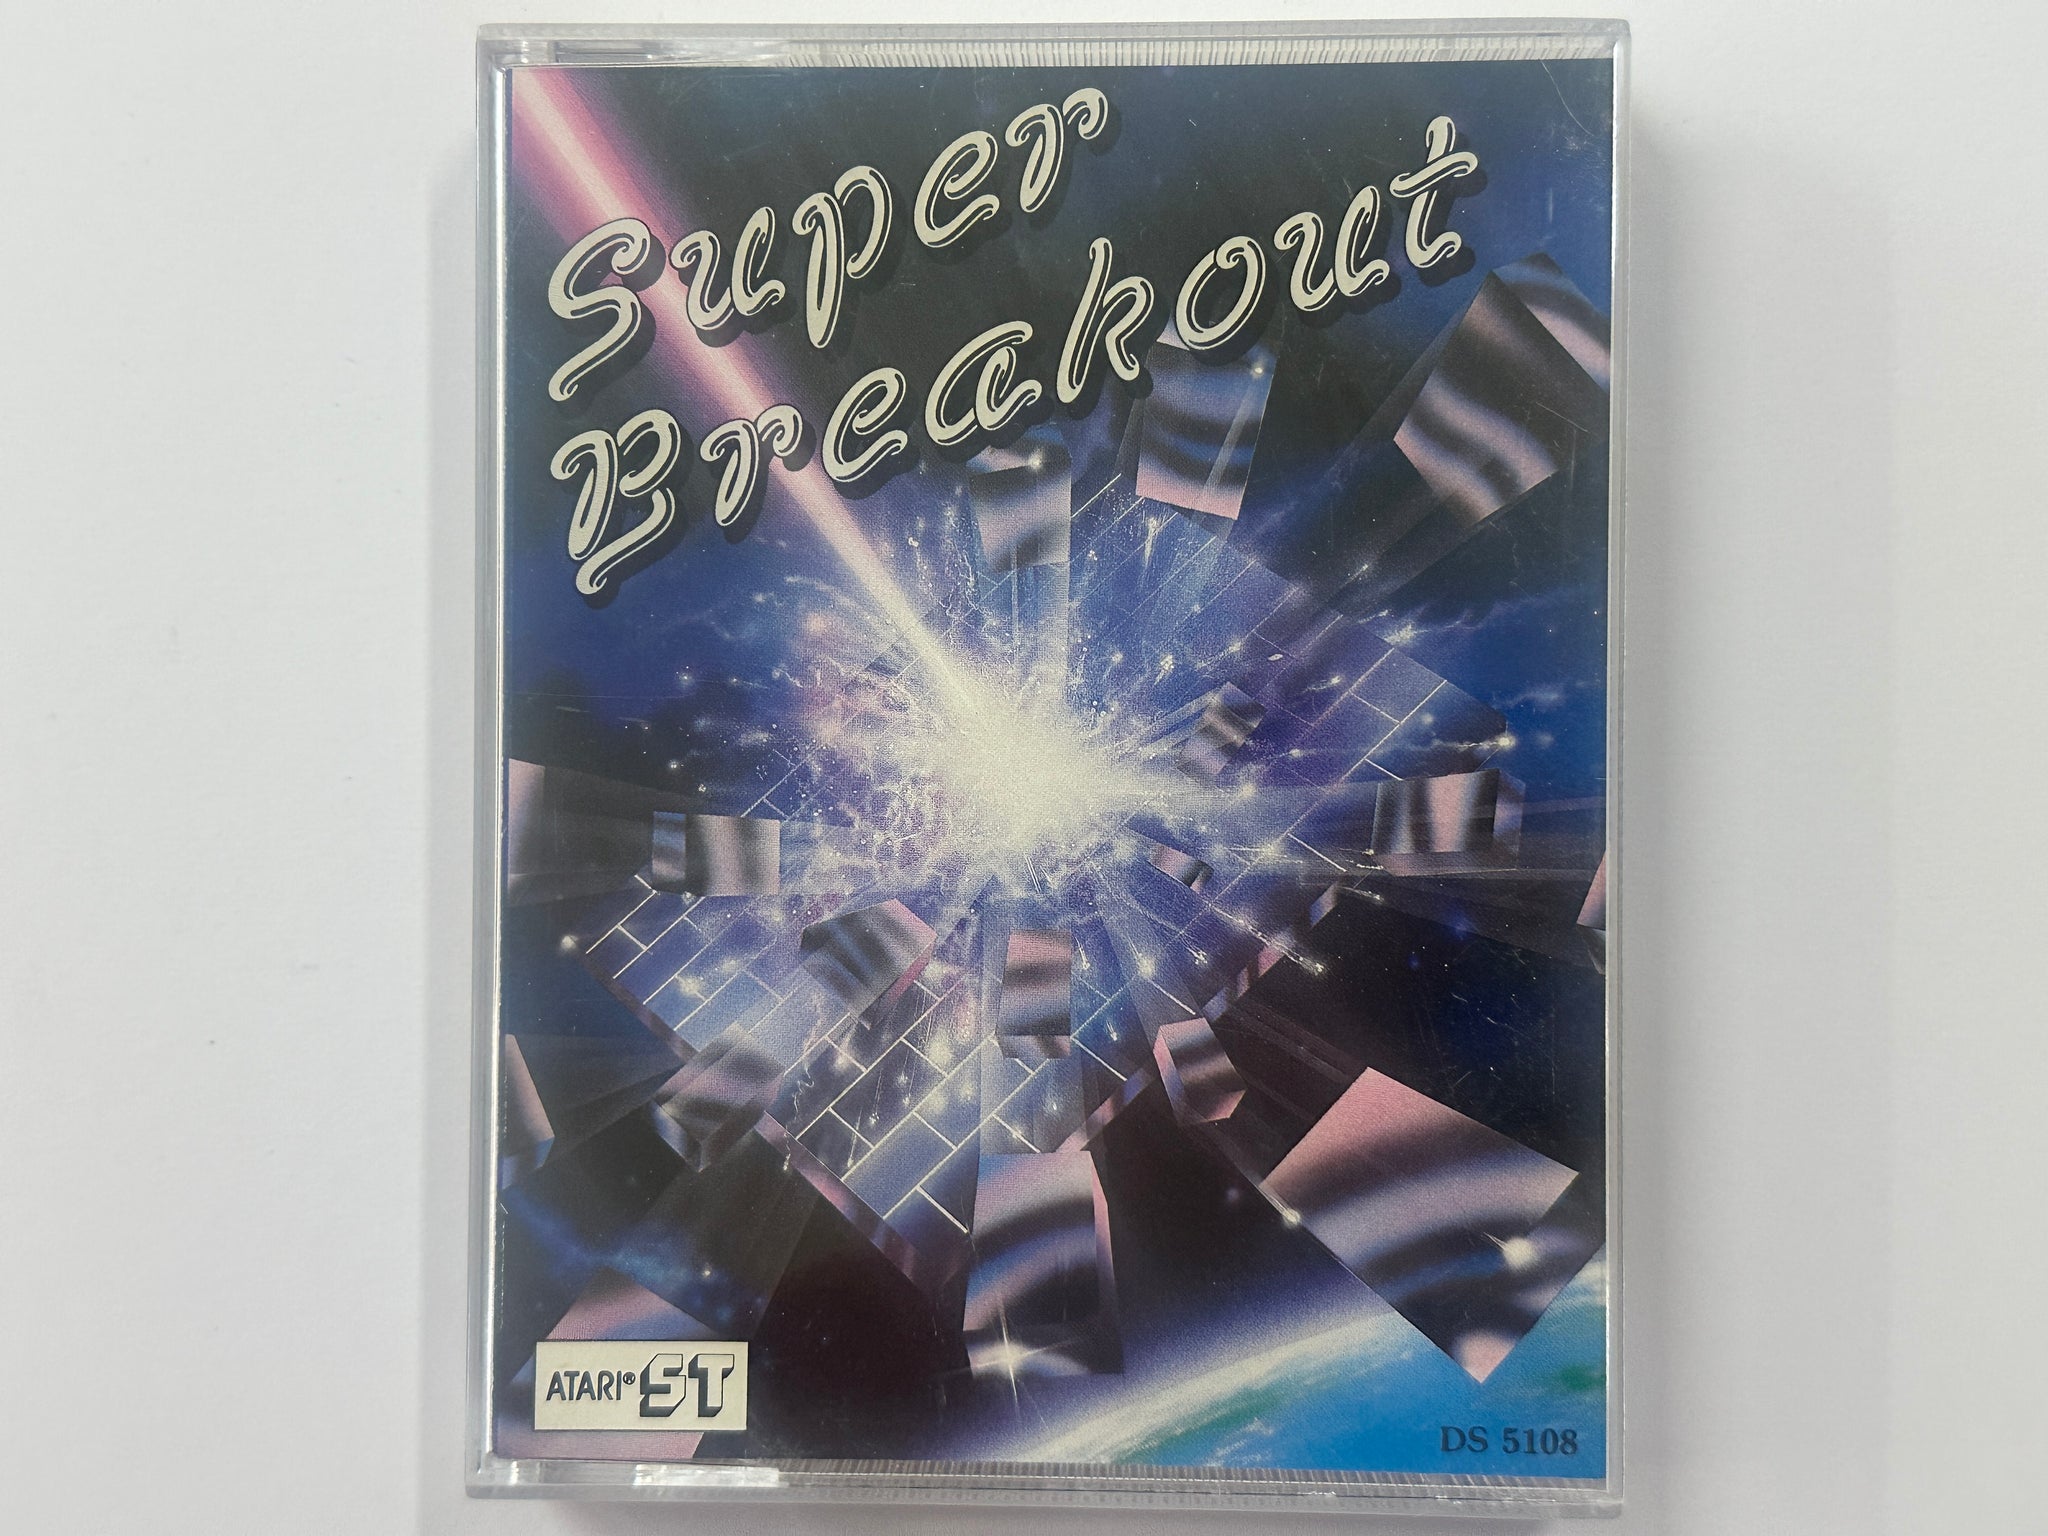 Super
Breakout
ATARI® ST
DS 5108